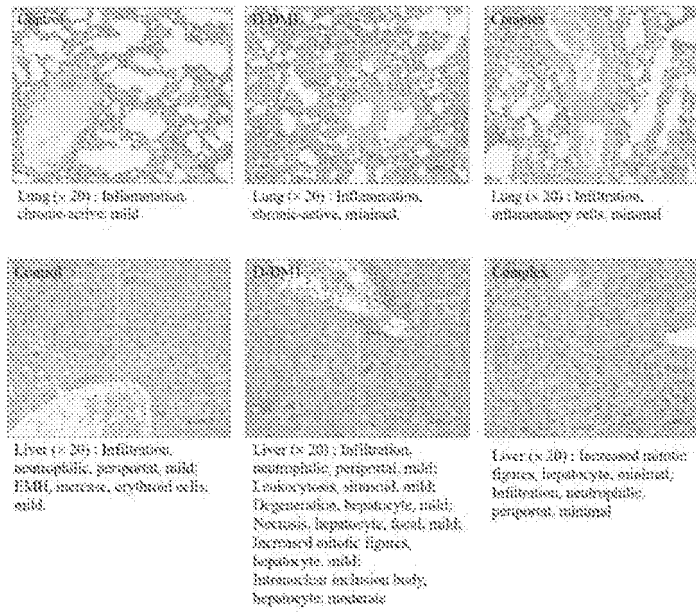 Control
D-DMT
Complex
Lung (× 20) : Inflammation,
chronic-active, mild
Lung (× 20) : Inflammation,
chronic-active, minimal,
Lung (× 20) : Infiltration,
inflammatory cells, minimal
Control
D-DMT
Complex
Liver (× 20) : Infiltration,
neutrophilic, periportal, mild;
EMH, increase, erythroid cells,
mild.
Liver (× 20) : Infiltration,
neutrophilic, periportal, mild;
Leukocytosis, sinusoid, mild;
Degeneration, hepatocyte, mild;
Necrosis, hepatocyte, focal, mild;
Increased mitotic figures,
hepatocyte, mild;
Intranuclear inclusion body,
hepatocyte: moderate
Liver (× 20) : Increased mitotic
figures, hepatocyte, minimal;
Infiltration, neutrophilic,
periportal, minimal